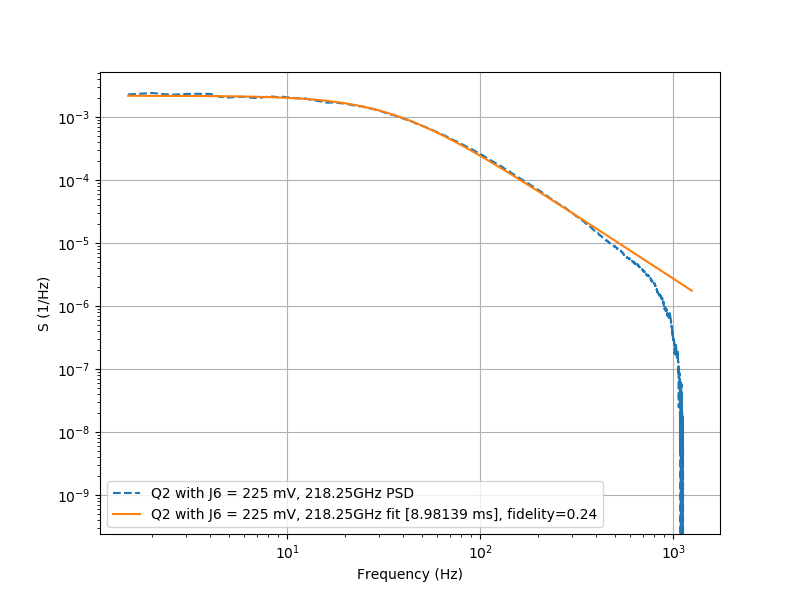 S (1/Hz)
10⁻³
10⁻⁴
10⁻⁵
10⁻⁶
10⁻⁷
10⁻⁸
10⁻⁹
Q2 with J6 = 225 mV, 218.25GHz PSD
Q2 with J6 = 225 mV, 218.25GHz fit [8.98139 ms], fidelity=0.24
10¹ 10² 10³
Frequency (Hz)